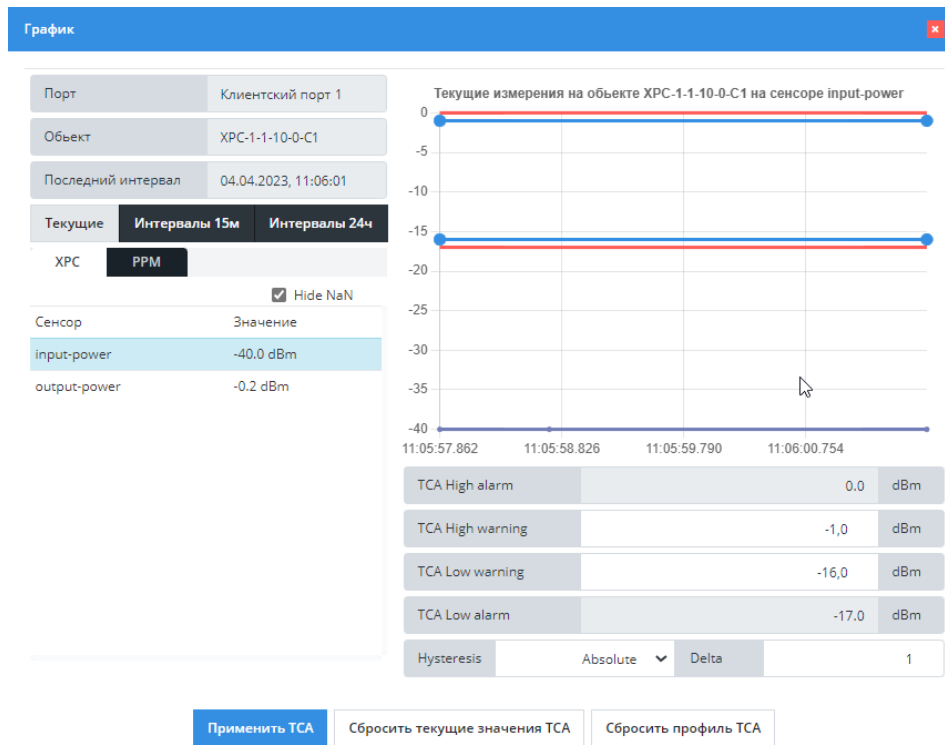 График
Порт Клиентский порт 1
Обьект XPC-1-1-10-0-C1
Последний интервал 04.04.2023, 11:06:01
Текущие Интервалы 15м Интервалы 24ч
XPC PPM
Hide NaN
Сенсор Значение
input-power -40.0 dBm
output-power -0.2 dBm
Текущие измерения на обьекте XPC-1-1-10-0-C1 на сенсоре input-power
0
-5
-10
-15
-20
-25
-30
-35
-40
11:05:57.862 11:05:58.826 11:05:59.790 11:06:00.754
TCA High alarm 0.0 dBm
TCA High warning -1,0 dBm
TCA Low warning -16,0 dBm
TCA Low alarm -17.0 dBm
Hysteresis Absolute Delta 1
Применить TCA Сбросить текущие значения TCA Сбросить профиль TCA